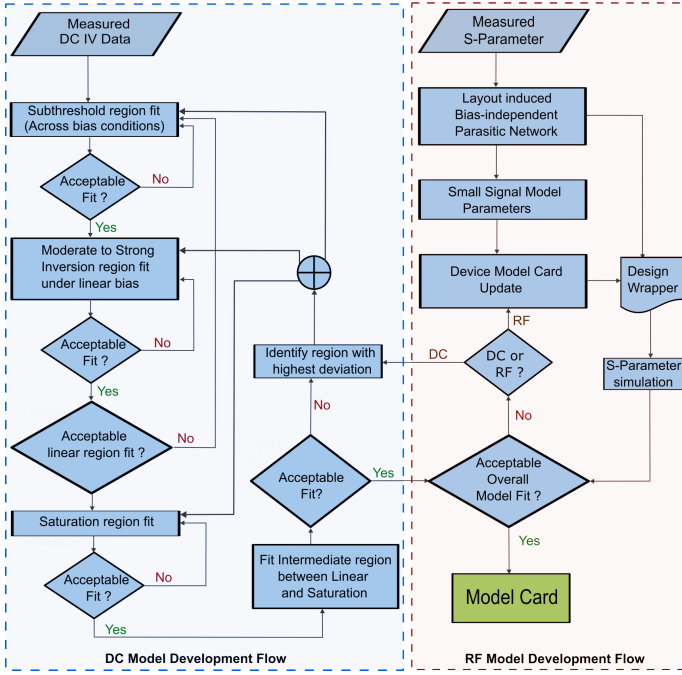 Measured
DC IV Data
Subthreshold region fit
(Across bias conditions)
Acceptable
Fit ?
No
Yes
Moderate to Strong
Inversion region fit
under linear bias
Acceptable
Fit ?
No
Yes
Acceptable
linear region fit ?
No
Saturation region fit
Acceptable
Fit ?
No
Yes
Fit Intermediate region
between Linear
and Saturation
Acceptable
Fit?
No
Yes
Identify region with
highest deviation
DC Model Development Flow
Measured
S-Parameter
Layout induced
Bias-independent
Parasitic Network
Small Signal Model
Parameters
Device Model Card
Update
Design
Wrapper
S-Parameter
simulation
RF
DC
DC or
RF ?
No
Acceptable
Overall
Model Fit ?
Yes
Model Card
RF Model Development Flow